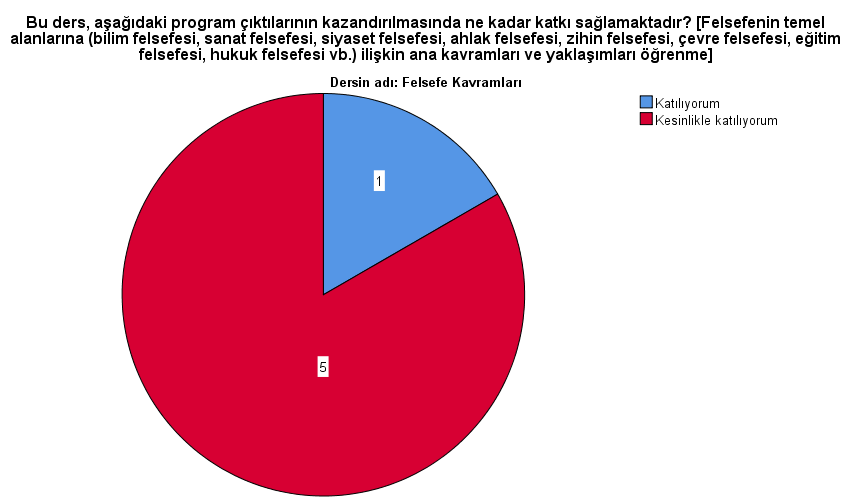 Bu ders, aşağıdaki program çıktılarının kazandırılmasında ne kadar katkı sağlamaktadır? [Felsefenin temel
alanlarına (bilim felsefesi, sanat felsefesi, siyaset felsefesi, ahlak felsefesi, zihin felsefesi, çevre felsefesi, eğitim
felsefesi, hukuk felsefesi vb.) ilişkin ana kavramları ve yaklaşımları öğrenme]
Dersin adı: Felsefe Kavramları
Katılıyorum
Kesinlikle katılıyorum
1
5